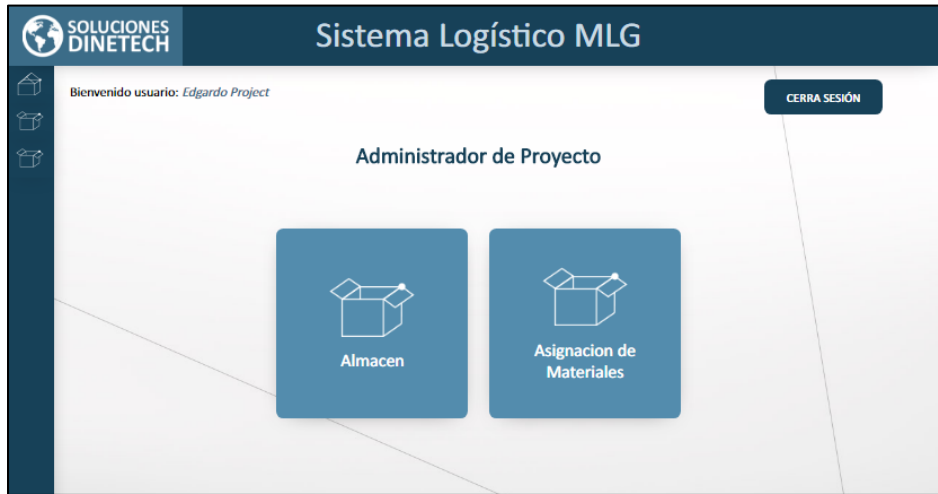 SOLUCIONES
DINETECH
Sistema Logístico MLG
Bienvenido usuario: Edgardo Project
CERRA SESIÓN
Administrador de Proyecto
Almacen
Asignacion de
Materiales